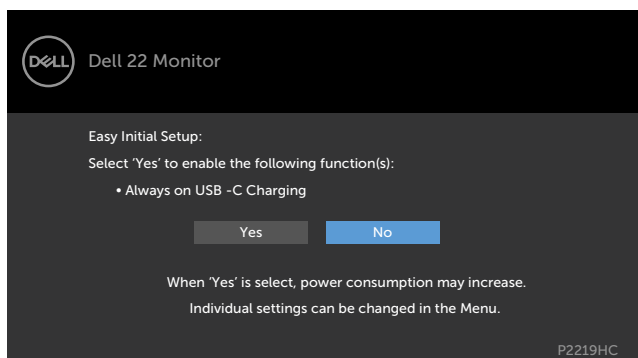 DELL Dell 22 Monitor
Easy Initial Setup:
Select ‘Yes’ to enable the following function(s):
• Always on USB -C Charging
Yes No
When ‘Yes’ is select, power consumption may increase.
Individual settings can be changed in the Menu.
P2219HC